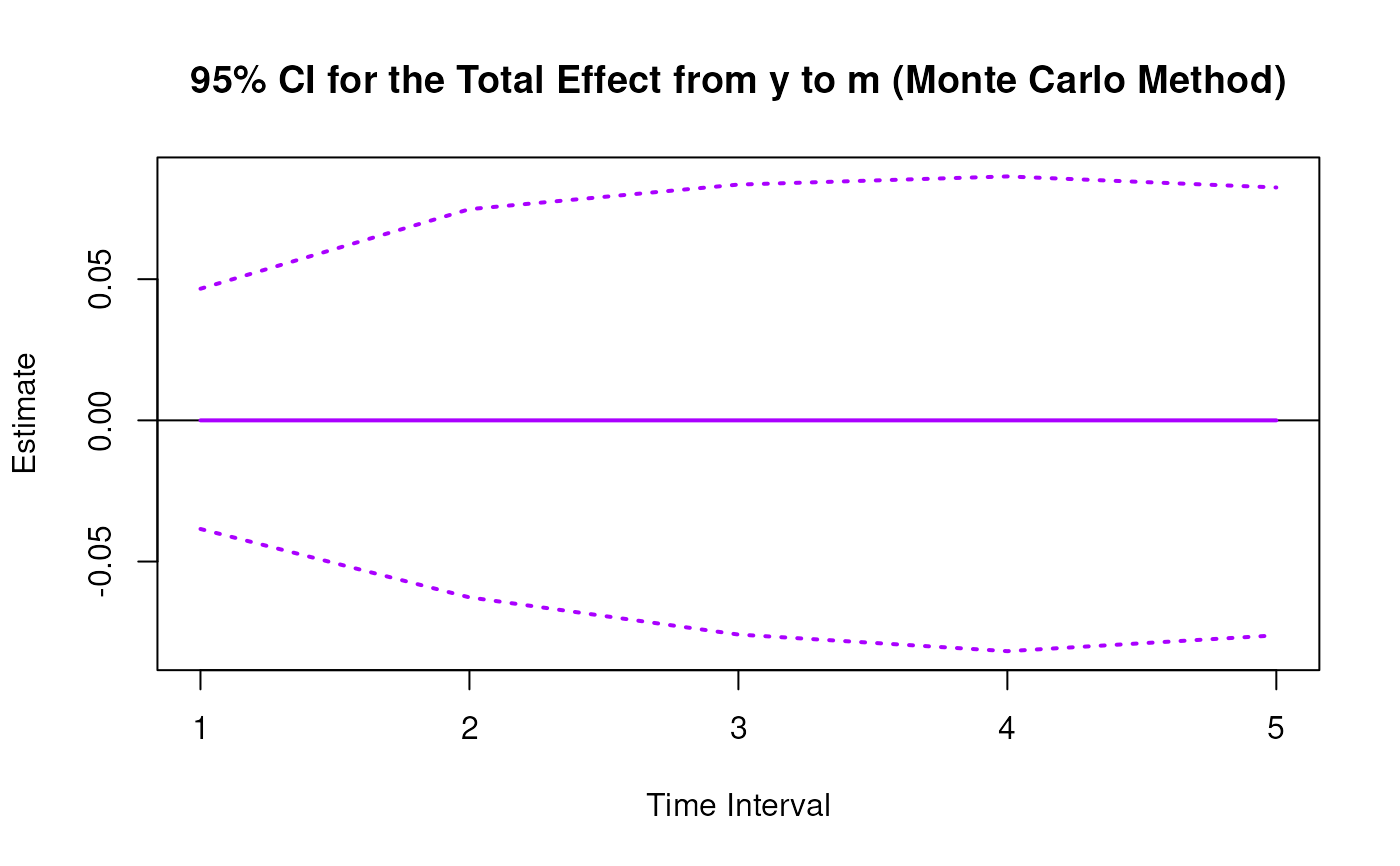 95% CI for the Total Effect from y to m (Monte Carlo Method)
0.05
0.00
-0.05
Estimate
1 2 3 4 5
Time Interval